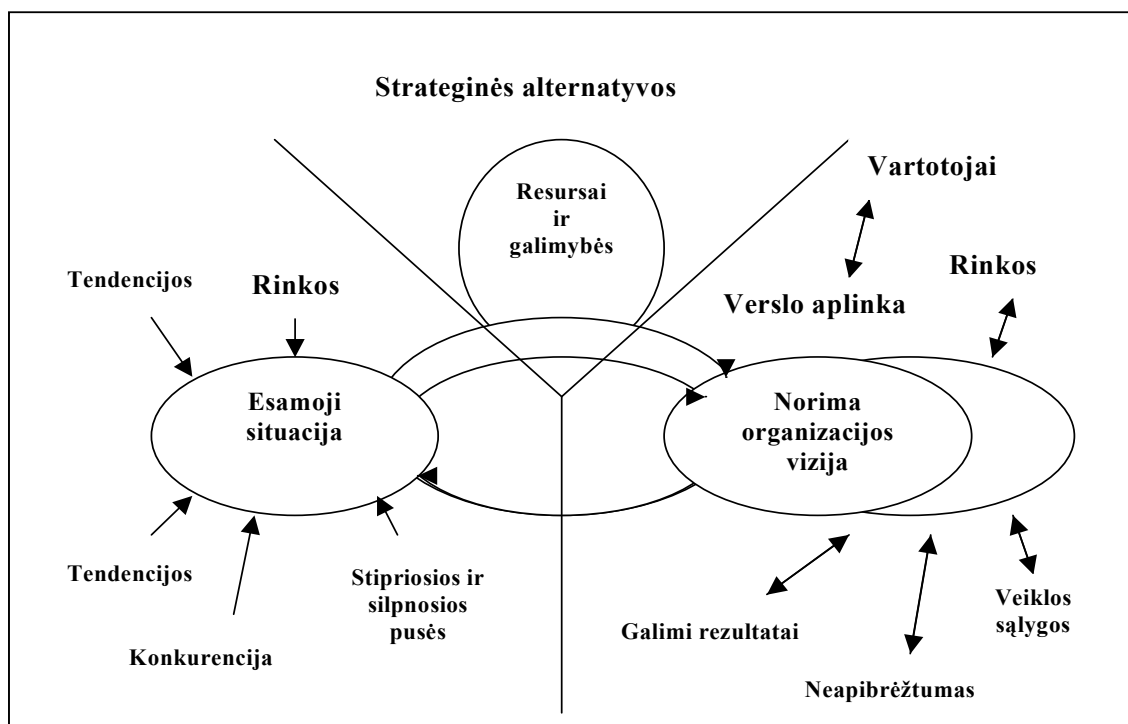 Strateginės alternatyvos
Resursai
ir
galimybės
Vartotojai
Tendencijos
Rinkos
Verslo aplinka
Rinkos
Esamoji
situacija
Norima
organizacijos
vizija
Tendencijos
Stipriosios ir
silpnosios
pusės
Konkurencija
Galimi rezultatai
Veiklos
sąlygos
Neapibrėžtumas